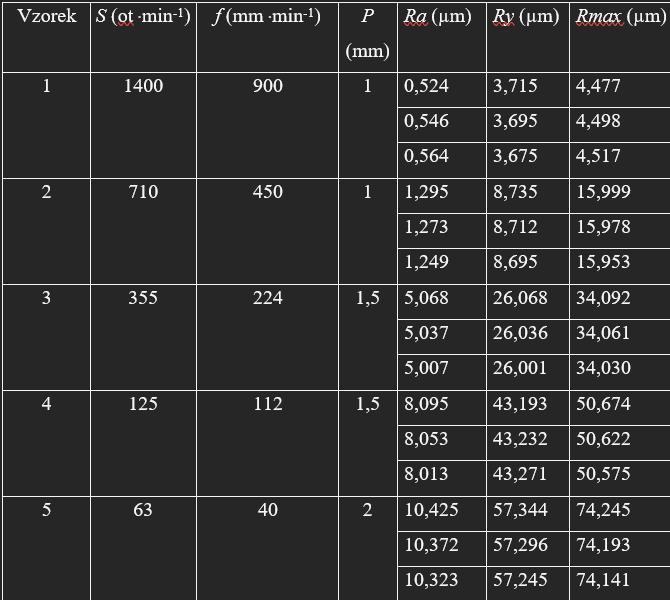 Vzorek S (ot ·min-1) f (mm ·min-1) P (mm) Ra (µm) Ry (µm) Rmax (µm)
1 1400 900 1 0,524 3,715 4,477
0,546 3,695 4,498
0,564 3,675 4,517
2 710 450 1 1,295 8,735 15,999
1,273 8,712 15,978
1,249 8,695 15,953
3 355 224 1,5 5,068 26,068 34,092
5,037 26,036 34,061
5,007 26,001 34,030
4 125 112 1,5 8,095 43,193 50,674
8,053 43,232 50,622
8,013 43,271 50,575
5 63 40 2 10,425 57,344 74,245
10,372 57,296 74,193
10,323 57,245 74,141